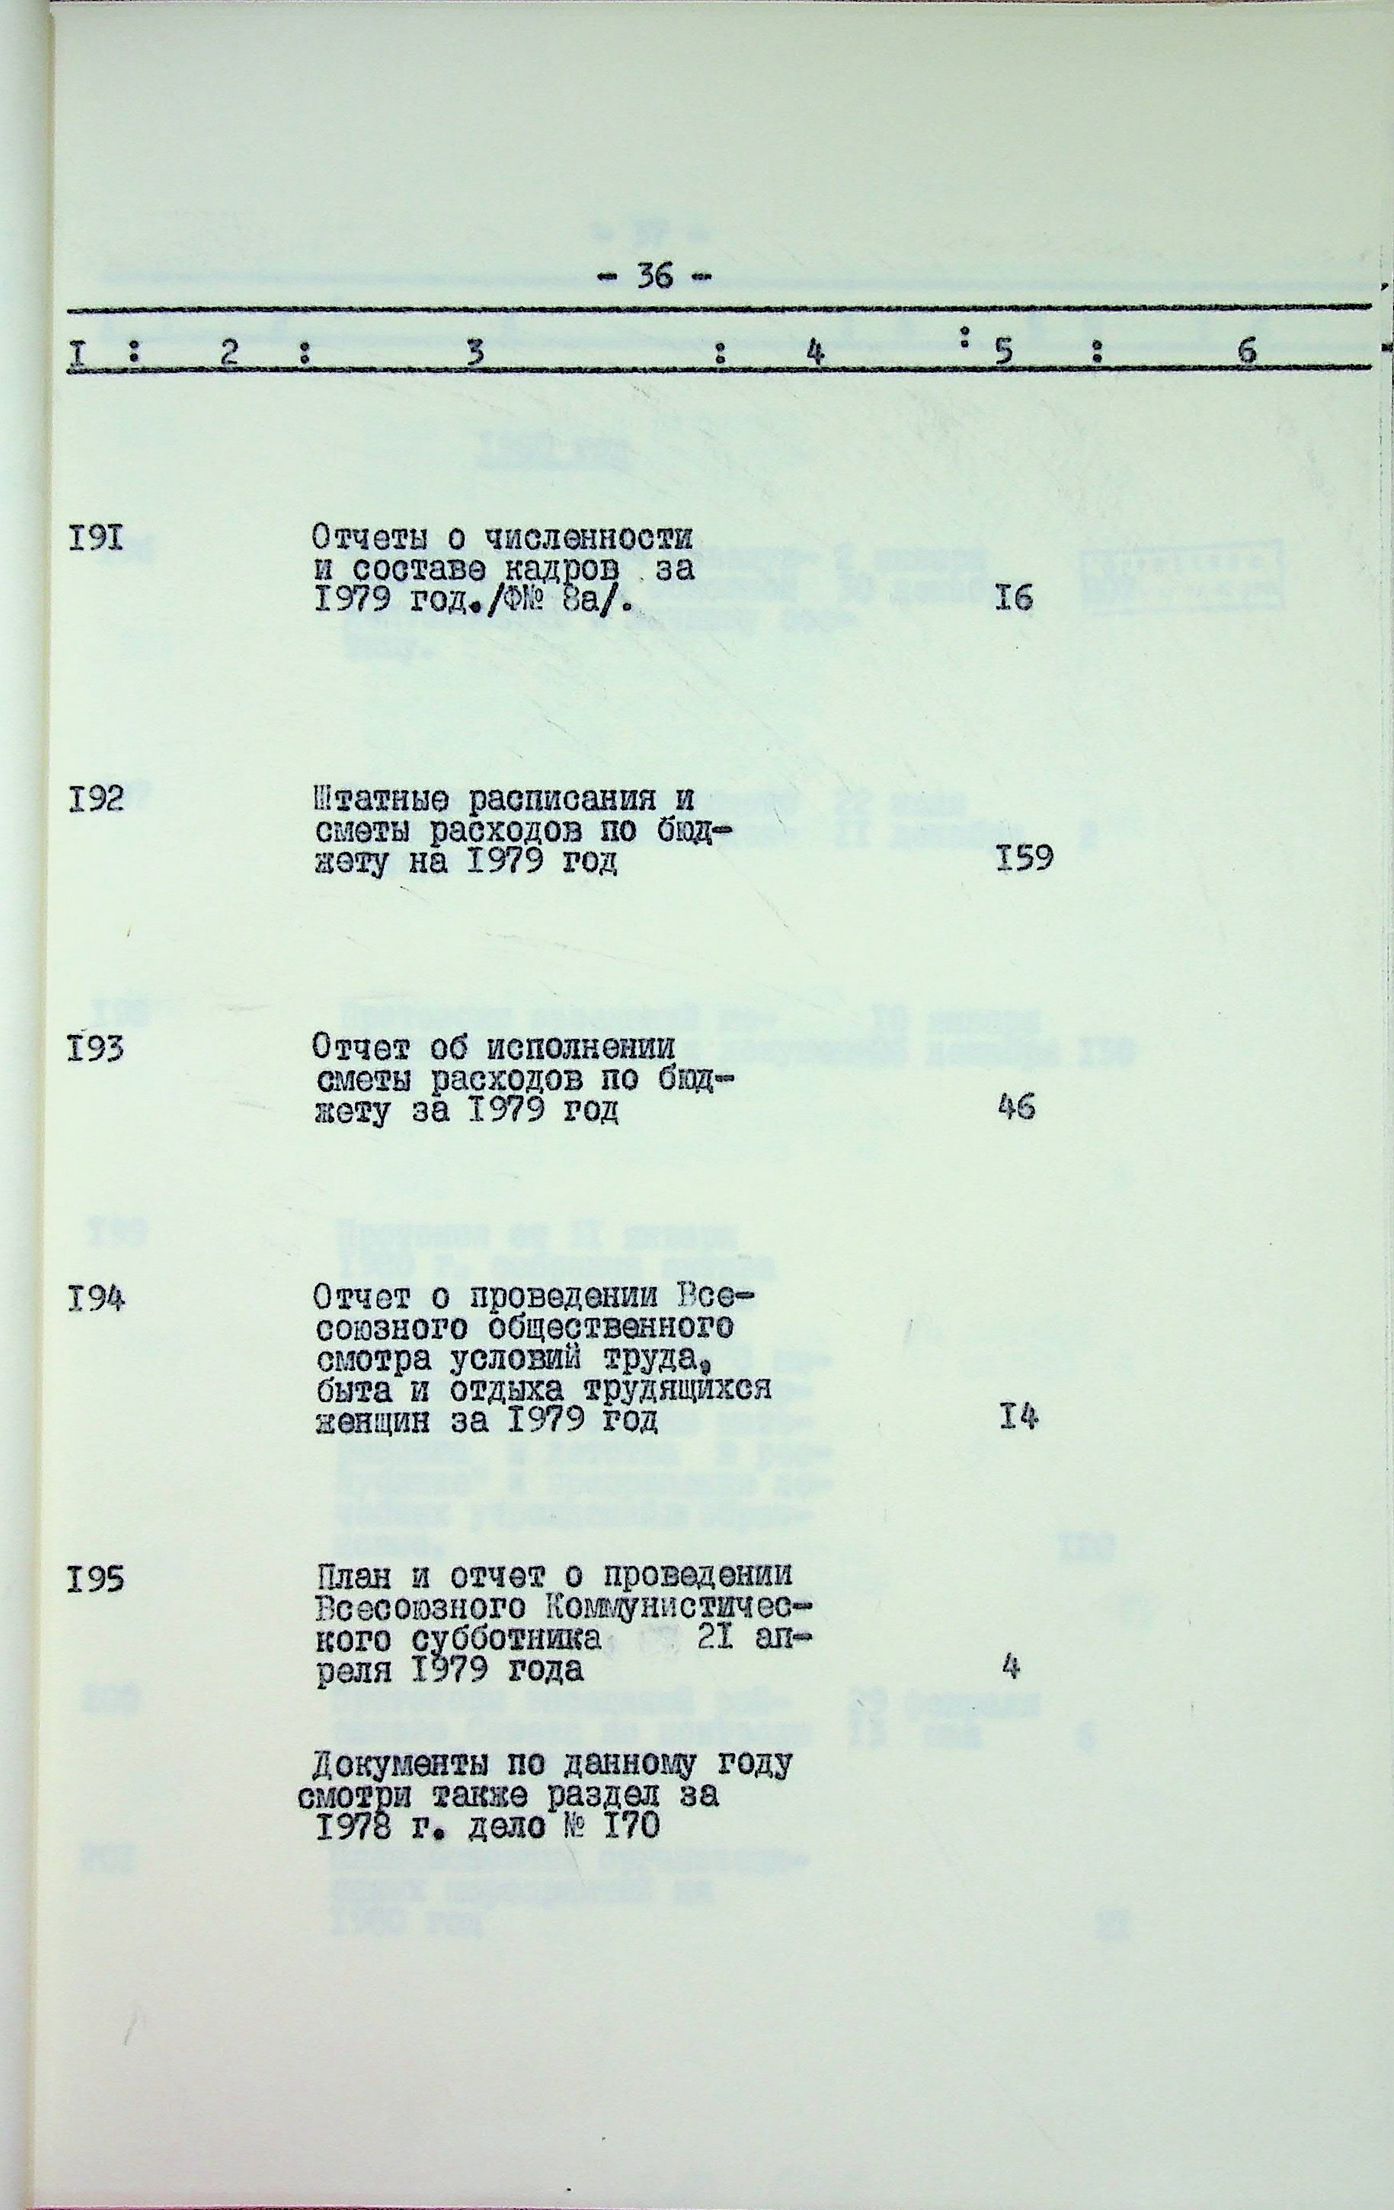 - 36 -
I : 2 : 3 : 4 : 5 : 6
I9I Отчеты о численности
и составе кадров за
I979 год./Ф№ 8а/. I6
I92 Штатные расписания и
сметы расходов по бюд-
жету на I979 год I59
I93 Отчет об исполнении
сметы расходов по бюд-
жету за I979 год 46
I94 Отчет о проведении Все-
союзного общественного
смотра условий труда,
быта и отдыха трудящихся
женщин за I979 год I4
I95 План и отчет о проведении
Всесоюзного Коммунистичес-
кого субботника 2I ап-
реля I979 года 4
Документы по данному году
смотри также раздел за
I978 г. дело № I70